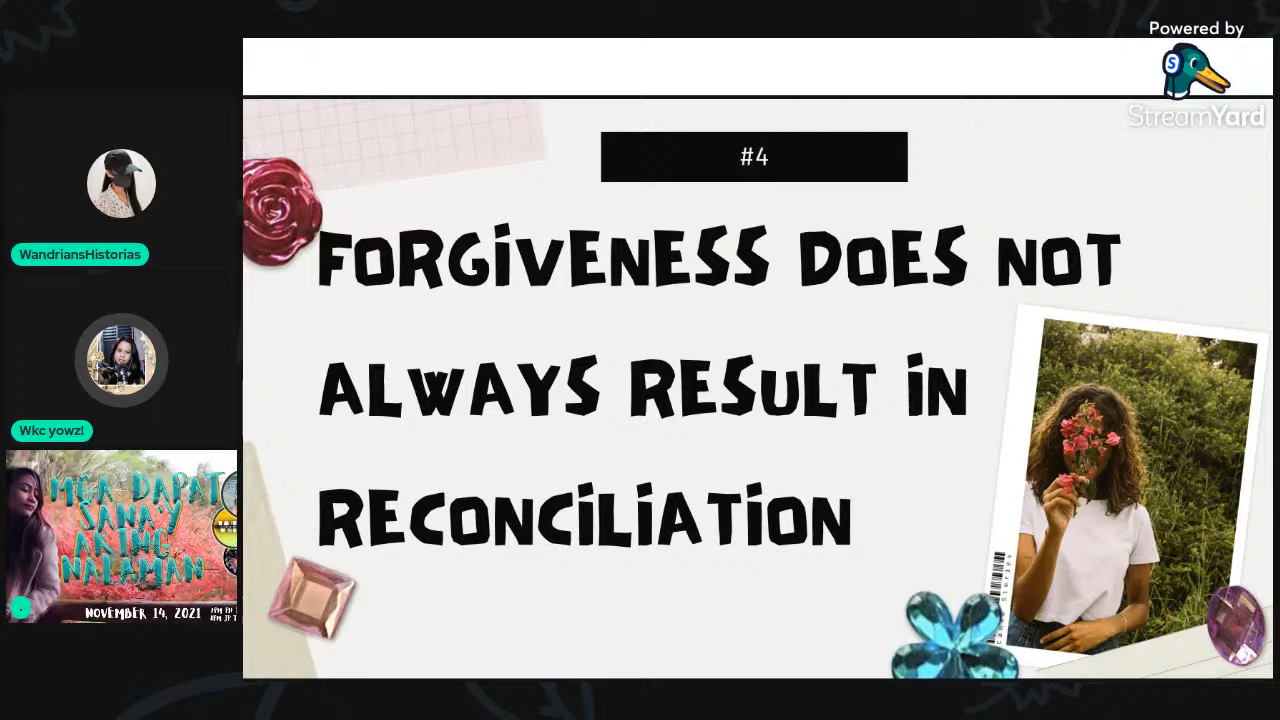 Powered by
StreamYard
#4
FORGIVENESS DOES NOT
ALWAYS RESULT IN
RECONCILIATION
WandriansHistorias
Wkc yowz!
MGA DAPAT
SANA'Y
AKING
NALAMAN
NOVEMBER 14, 2021
Stories